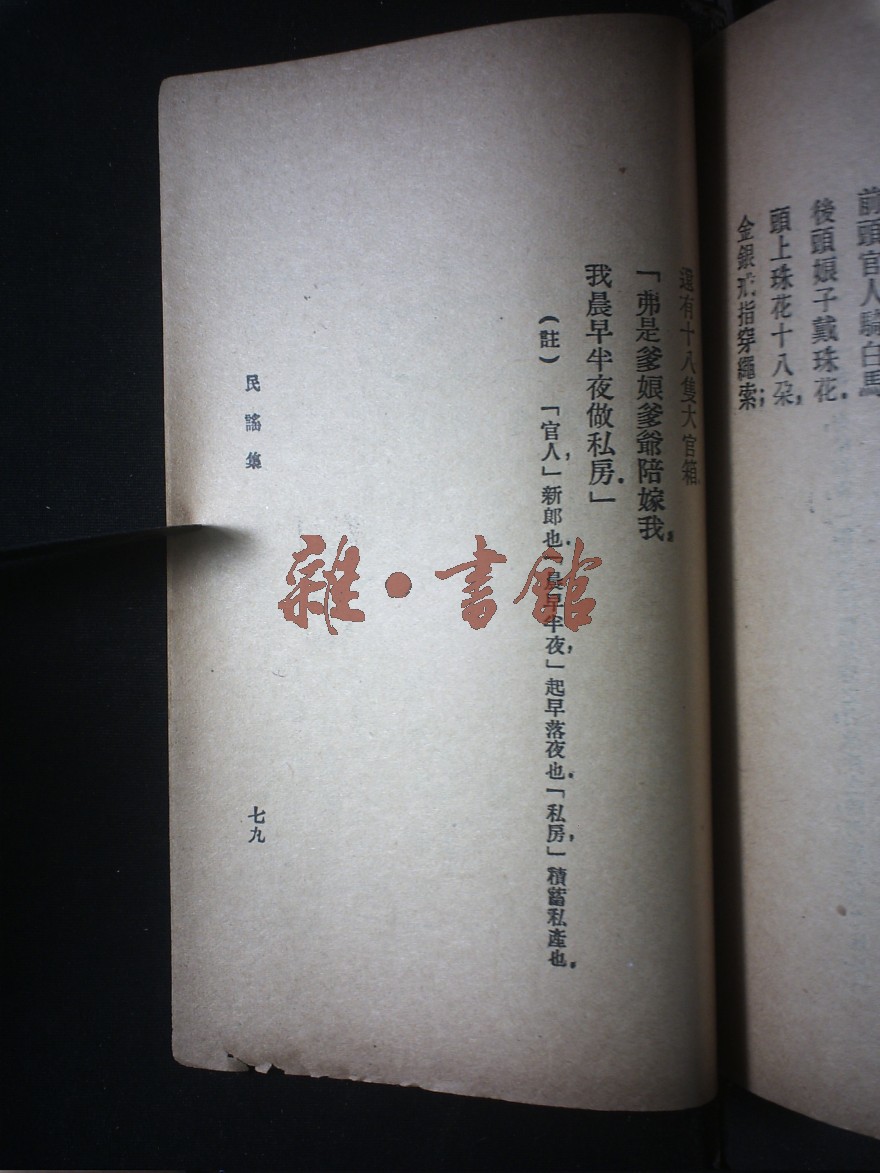 前頭官人騎白馬
後頭娘子戴珠花．
頭上珠花十八朶，
金銀戒指穿繩索；
還有十八隻大官箱．
「弗是爹娘爹爺陪嫁我，
我晨早半夜做私房．」
（註）　「官人，」新郎也．「晨早半夜，」起早落夜也．「私房，」積蓄私產也．
民謠集
七九
雜・書館